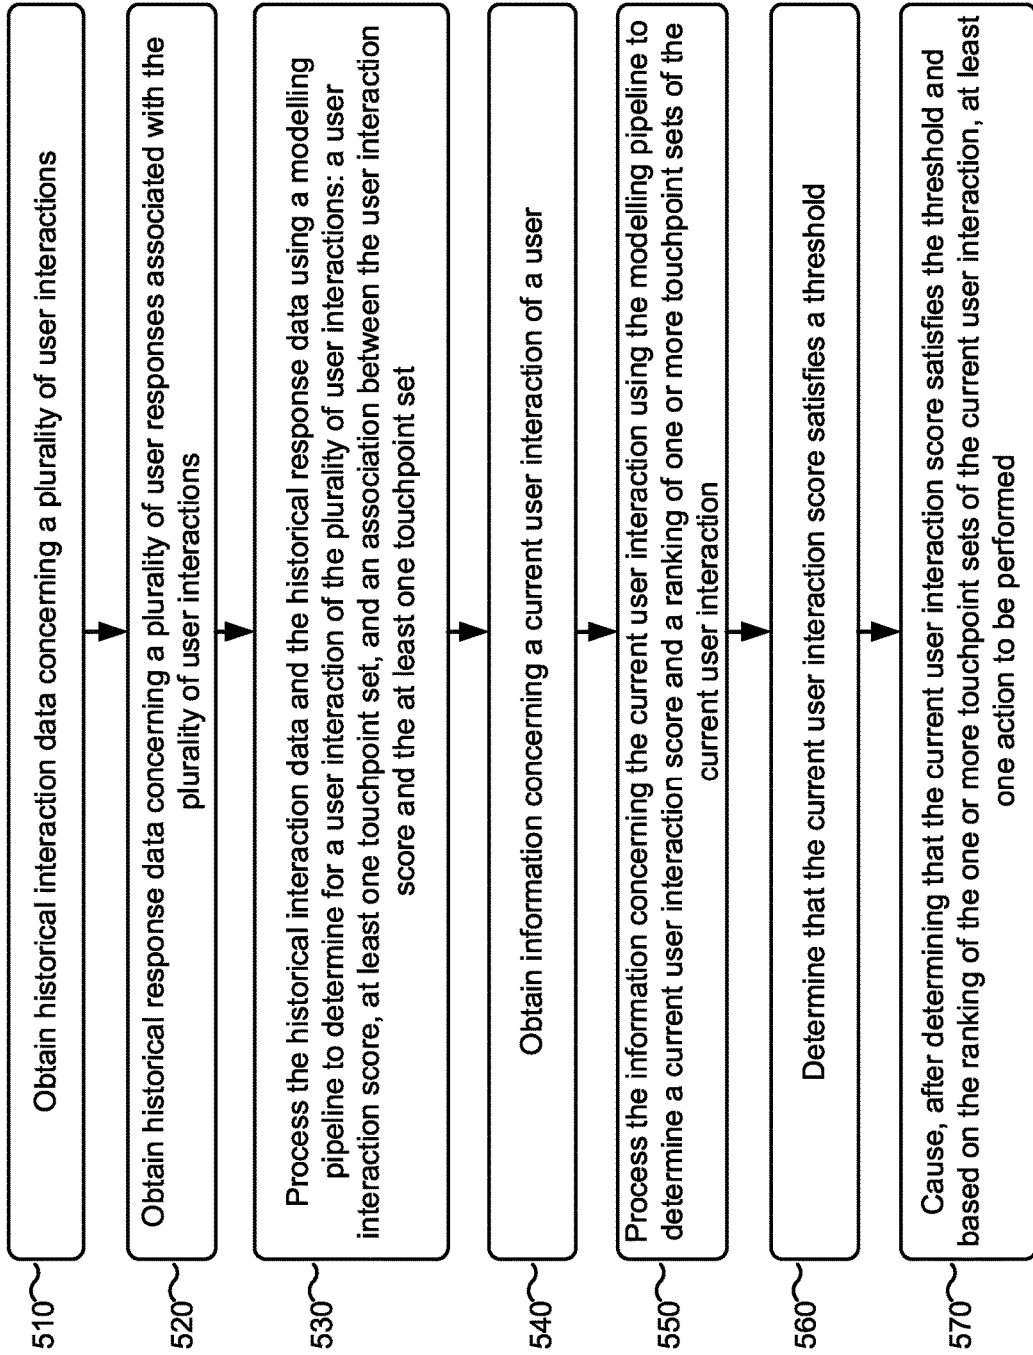 510
Obtain historical interaction data concerning a plurality of user interactions
520
Obtain historical response data concerning a plurality of user responses associated with the
plurality of user interactions
530
Process the historical interaction data and the historical response data using a modelling
pipeline to determine for a user interaction of the plurality of user interactions: a user
interaction score, at least one touchpoint set, and an association between the user interaction
score and the at least one touchpoint set
540
Obtain information concerning a current user interaction of a user
550
Process the information concerning the current user interaction using the modelling pipeline to
determine a current user interaction score and a ranking of one or more touchpoint sets of the
current user interaction
560
Determine that the current user interaction score satisfies a threshold
570
Cause, after determining that the current user interaction score satisfies the threshold and
based on the ranking of the one or more touchpoint sets of the current user interaction, at least
one action to be performed